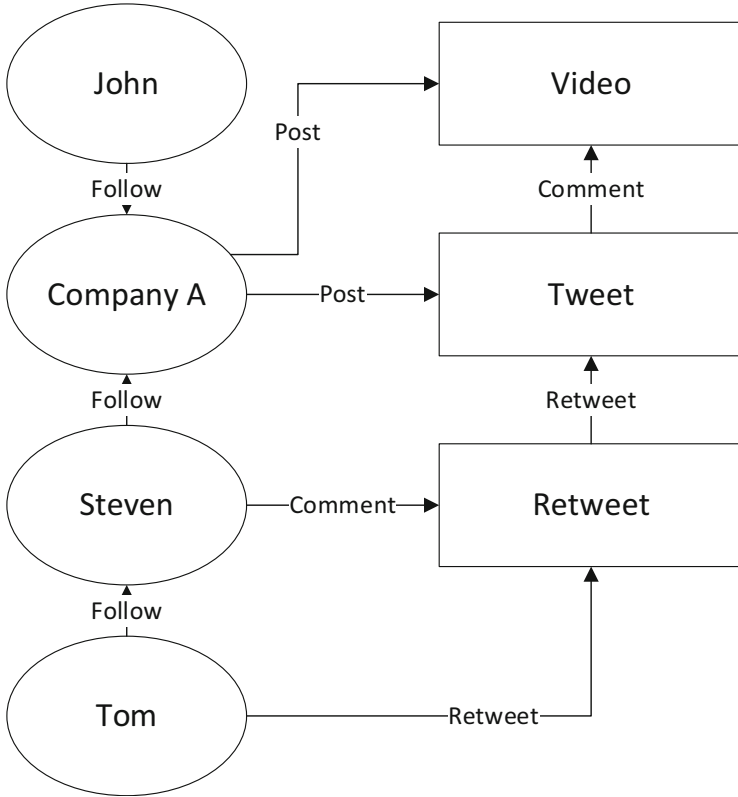 John
Video
Post
Follow
Comment
Company A
Post
Tweet
Follow
Retweet
Steven
Comment
Retweet
Follow
Tom
Retweet